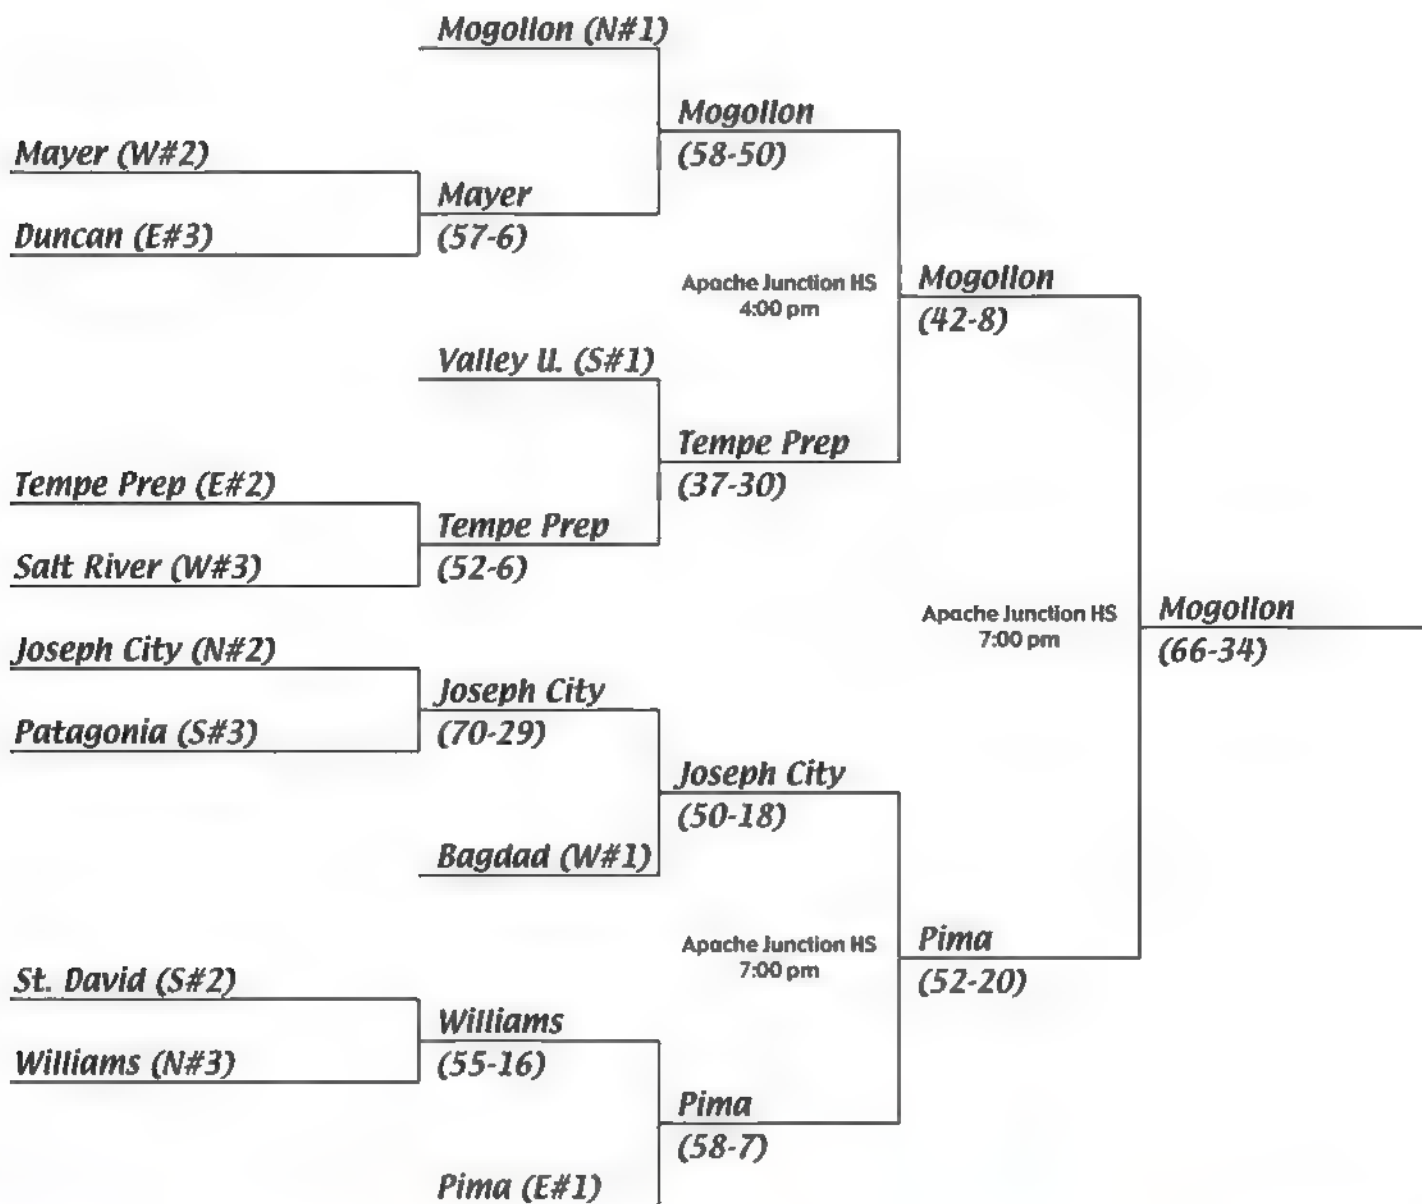 Mogollon (N#1)
Mogollon
(58-50)
Mayer (W#2)
Mayer
Duncan (E#3)
(57-6)
Apache Junction HS
4:00 pm
Mogollon
(42-8)
Valley U. (S#1)
Tempe Prep
(37-30)
Tempe Prep (E#2)
Tempe Prep
Salt River (W#3)
(52-6)
Apache Junction HS
7:00 pm
Mogollon
(66-34)
Joseph City (N#2)
Joseph City
Patagonia (S#3)
(70-29)
Joseph City
(50-18)
Bagdad (W#1)
Apache Junction HS
7:00 pm
Pima
(52-20)
St. David (S#2)
Williams
Williams (N#3)
(55-16)
Pima
(58-7)
Pima (E#1)